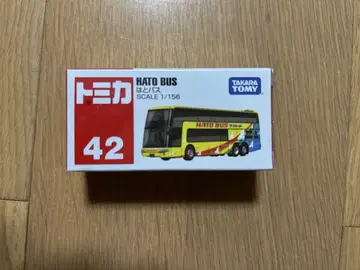 トミカ
42
HATO BUS
はとバス
SCALE 1/156
TAKARA
TOMY
HATO BUS